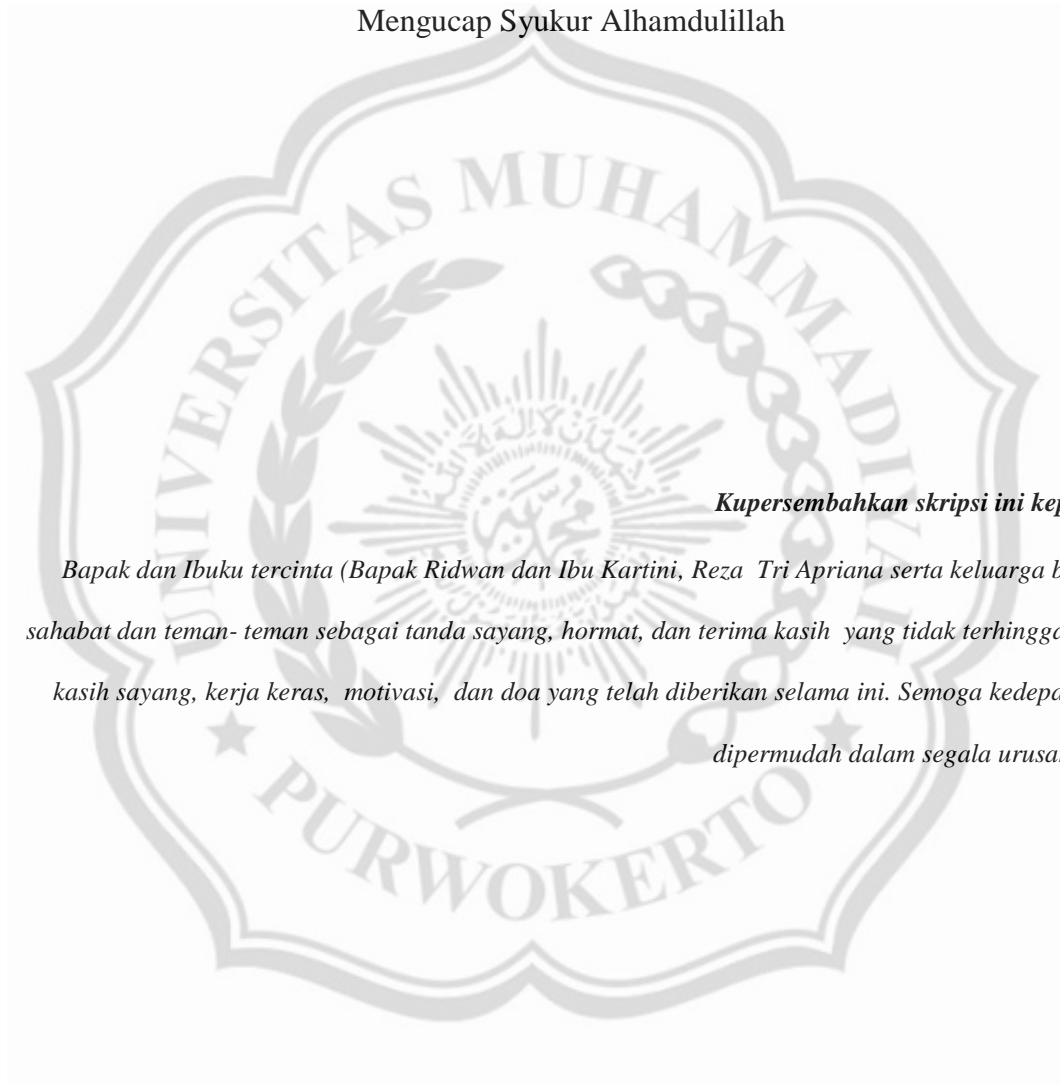 Mengucap Syukur Alhamdulillah
UNIVERSITAS MUHAMMADIYAH
PURWOKERTO
Kupersembahkan skripsi ini kep
Bapak dan Ibuku tercinta (Bapak Ridwan dan Ibu Kartini, Reza Tri Apriana serta keluarga b
sahabat dan teman- teman sebagai tanda sayang, hormat, dan terima kasih yang tidak terhingga
kasih sayang, kerja keras, motivasi, dan doa yang telah diberikan selama ini. Semoga kedepa
dipermudah dalam segala urusa